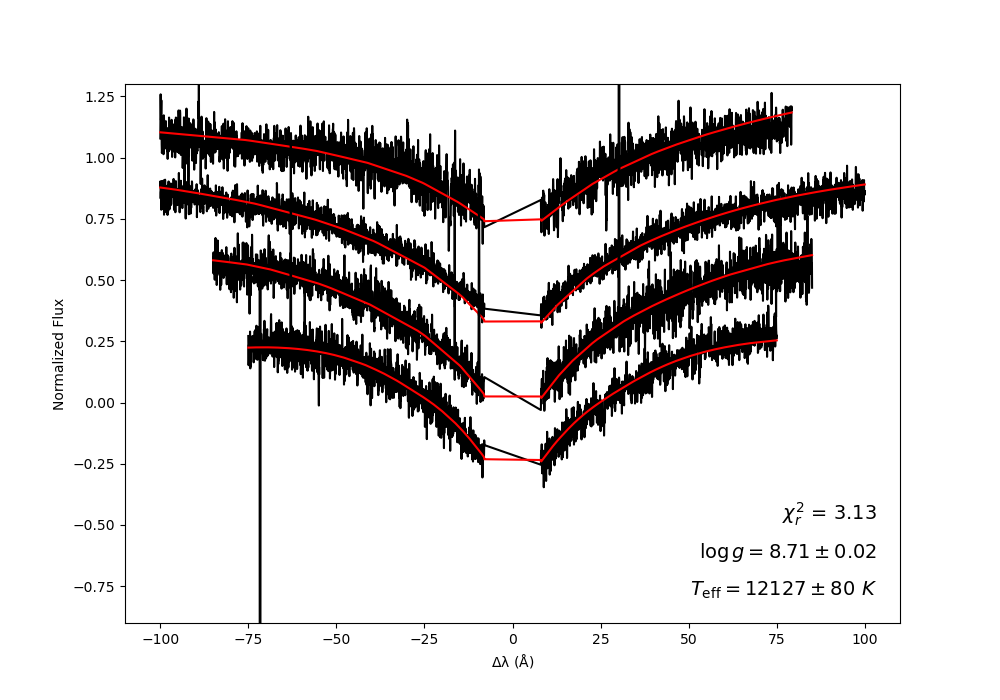 1.25
1.00
0.75
0.50
0.25
0.00
−0.25
−0.50
−0.75
Normalized Flux
χ²ᵣ = 3.13
log g = 8.71 ± 0.02
T_eff = 12127 ± 80 K
−100 −75 −50 −25 0 25 50 75 100
Δλ (Å)